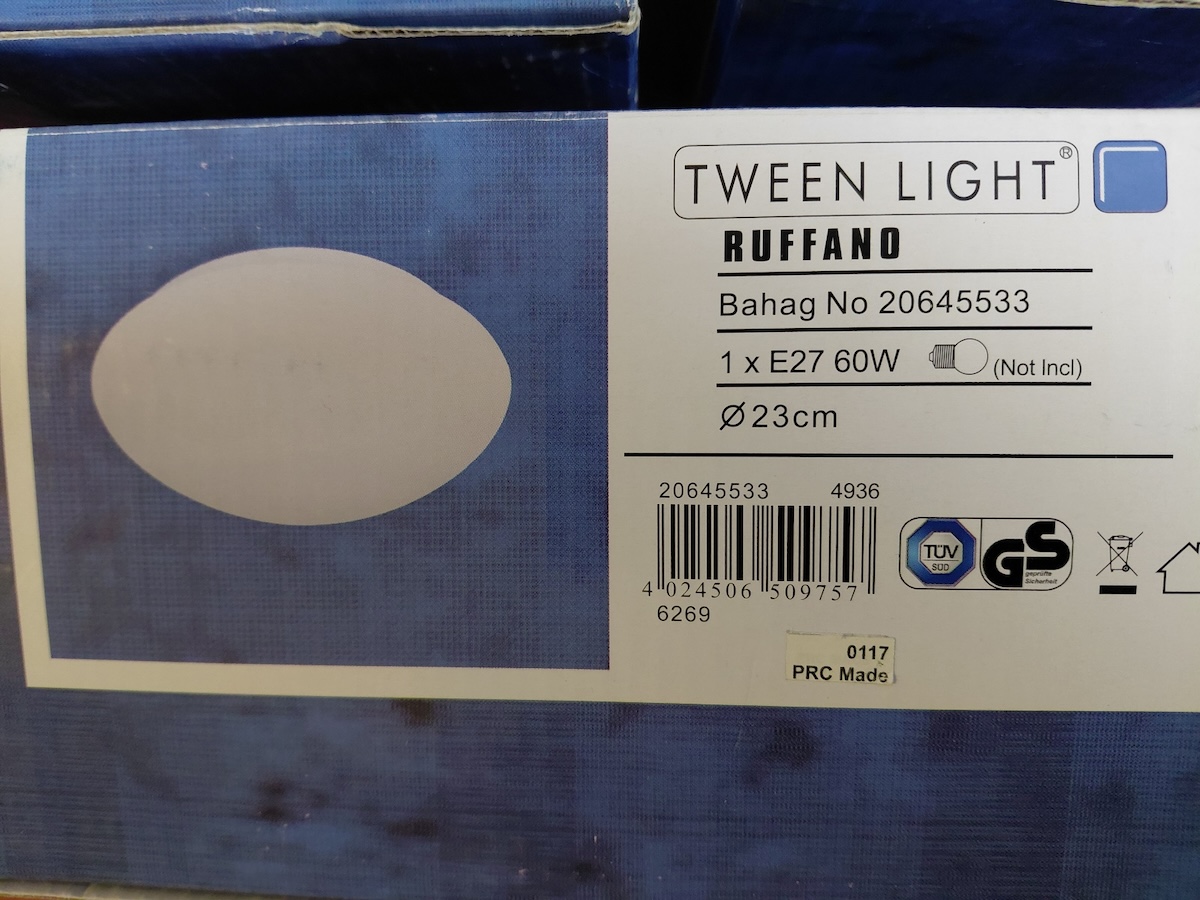 TWEEN LIGHT®
RUFFANO
Bahag No 20645533
1 x E27 60W (Not Incl)
Ø23cm
20645533 4936
4 024506 509757
6269
TÜV
SÜD
GS
geprüfte
Sicherheit
0117
PRC Made